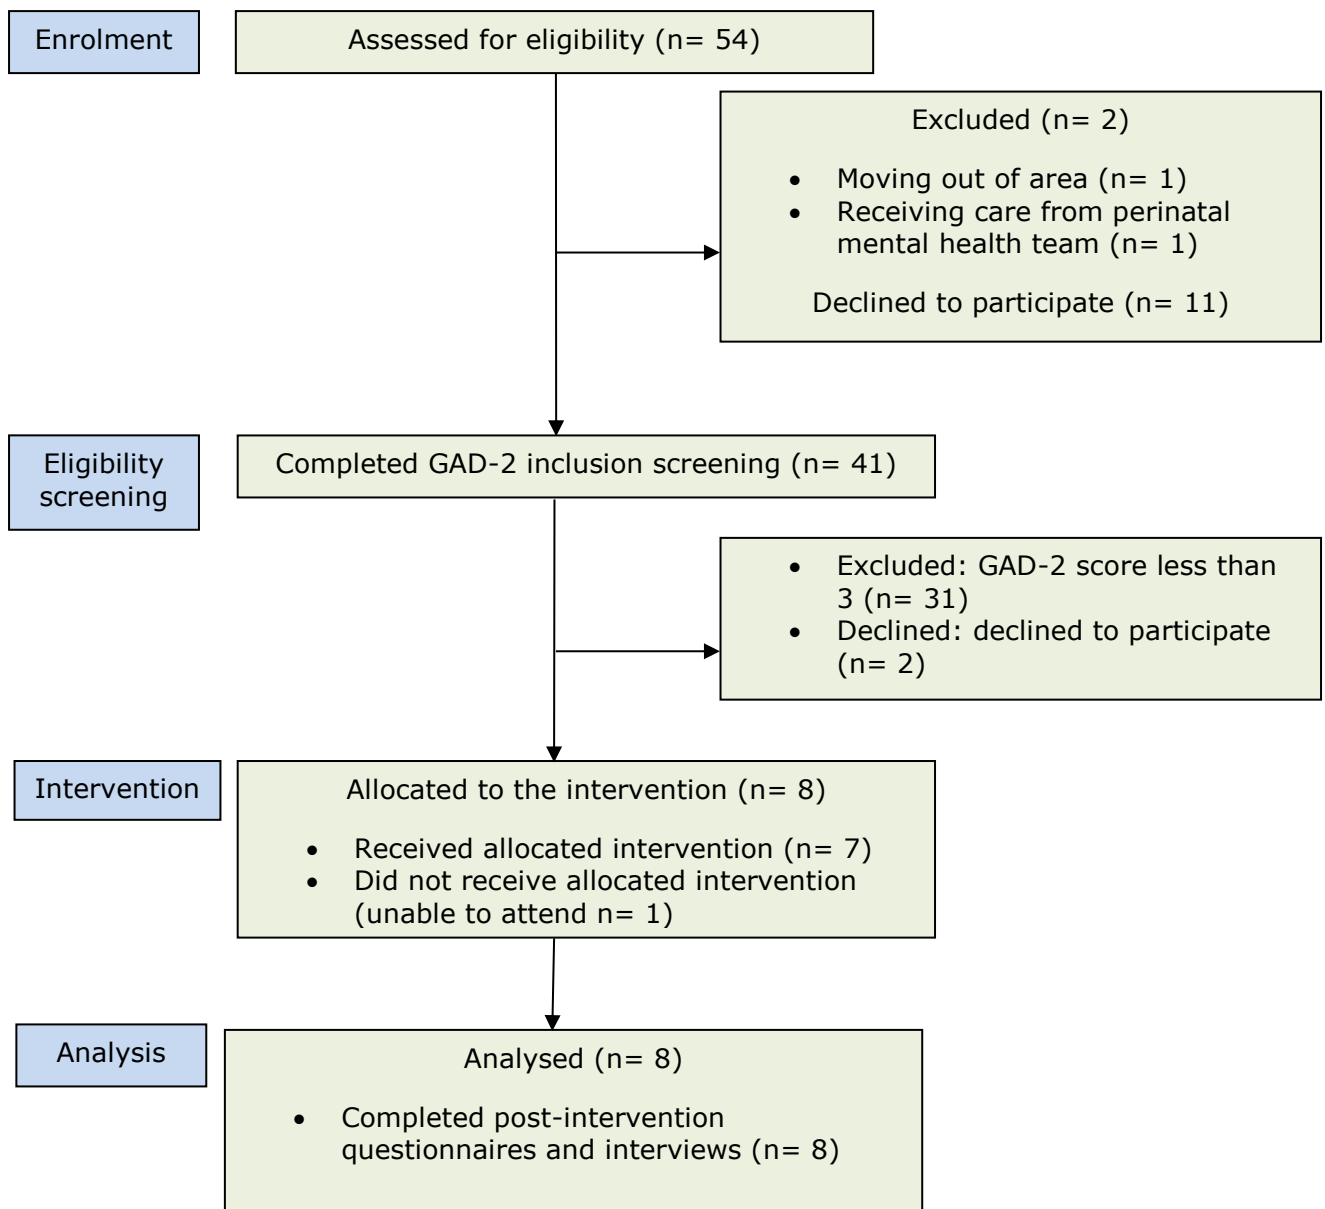 Enrolment
Assessed for eligibility (n= 54)
Excluded (n= 2)
• Moving out of area (n= 1)
• Receiving care from perinatal
mental health team (n= 1)
Declined to participate (n= 11)
Eligibility
screening
Completed GAD-2 inclusion screening (n= 41)
• Excluded: GAD-2 score less than
3 (n= 31)
• Declined: declined to participate
(n= 2)
Intervention
Allocated to the intervention (n= 8)
• Received allocated intervention (n= 7)
• Did not receive allocated intervention
(unable to attend n= 1)
Analysis
Analysed (n= 8)
• Completed post-intervention
questionnaires and interviews (n= 8)